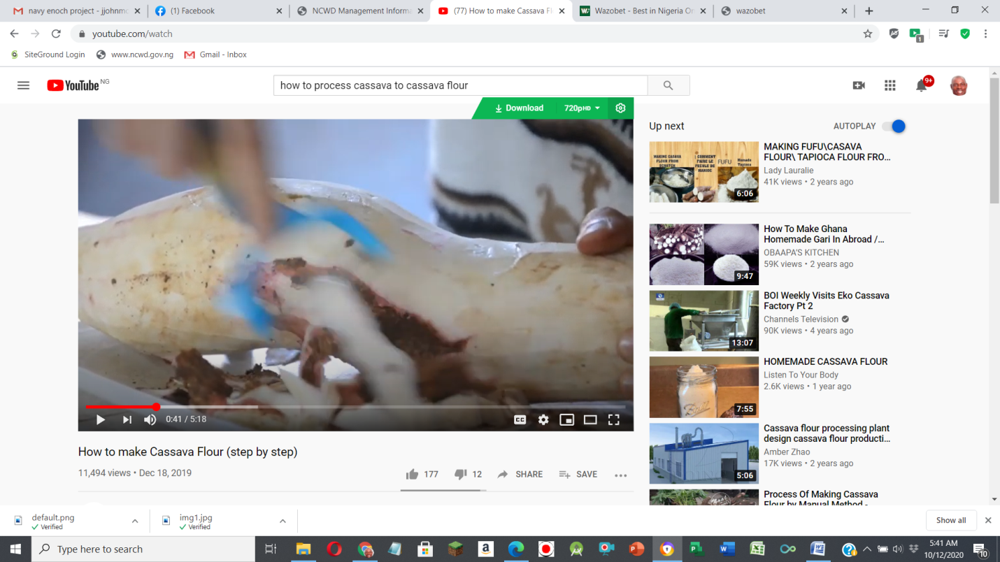 navy enoch project - jjohnmo
(1) Facebook
NCWD Management Informa
(77) How to make Cassava Fl
Wazobet - Best in Nigeria On
wazobet
youtube.com/watch
1
SiteGround Login
www.ncwd.gov.ng
Gmail - Inbox
YouTube NG
how to process cassava to cassava flour
9+
Download
720pHD
Up next
AUTOPLAY
MAKING CASAVA FLOUR FROM SCRATCH
COMMENT FAIRE LE FECULE DE MANIOC
FUFU
Homade Tapioca
6:06
MAKING FUFU\CASAVA
FLOUR\ TAPIOCA FLOUR FRO...
Lady Lauralie
41K views • 2 years ago
9:47
How To Make Ghana
Homemade Gari In Abroad /...
OBAAPA'S KITCHEN
59K views • 2 years ago
13:07
BOI Weekly Visits Eko Cassava
Factory Pt 2
Channels Television
90K views • 4 years ago
Ball
7:55
HOMEMADE CASSAVA FLOUR
Listen To Your Body
2.6K views • 1 year ago
5:06
Cassava flour processing plant
design cassava flour producti...
Amber Zhao
17K views • 2 years ago
Process Of Making Cassava
Flour by Manual Method -
0:41 / 5:18
CC
How to make Cassava Flour (step by step)
11,494 views • Dec 18, 2019
177
12
SHARE
SAVE
default.png
Verified
img1.jpg
Verified
Show all
Type here to search
5:41 AM
10/12/2020
10